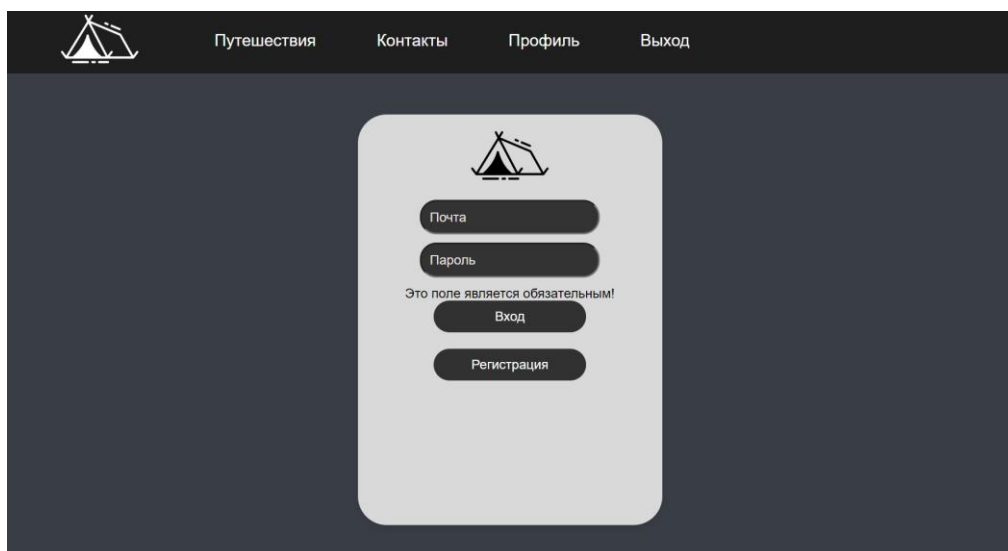 Путешествия Контакты Профиль Выход
Почта
Пароль
Это поле является обязательным!
Вход
Регистрация